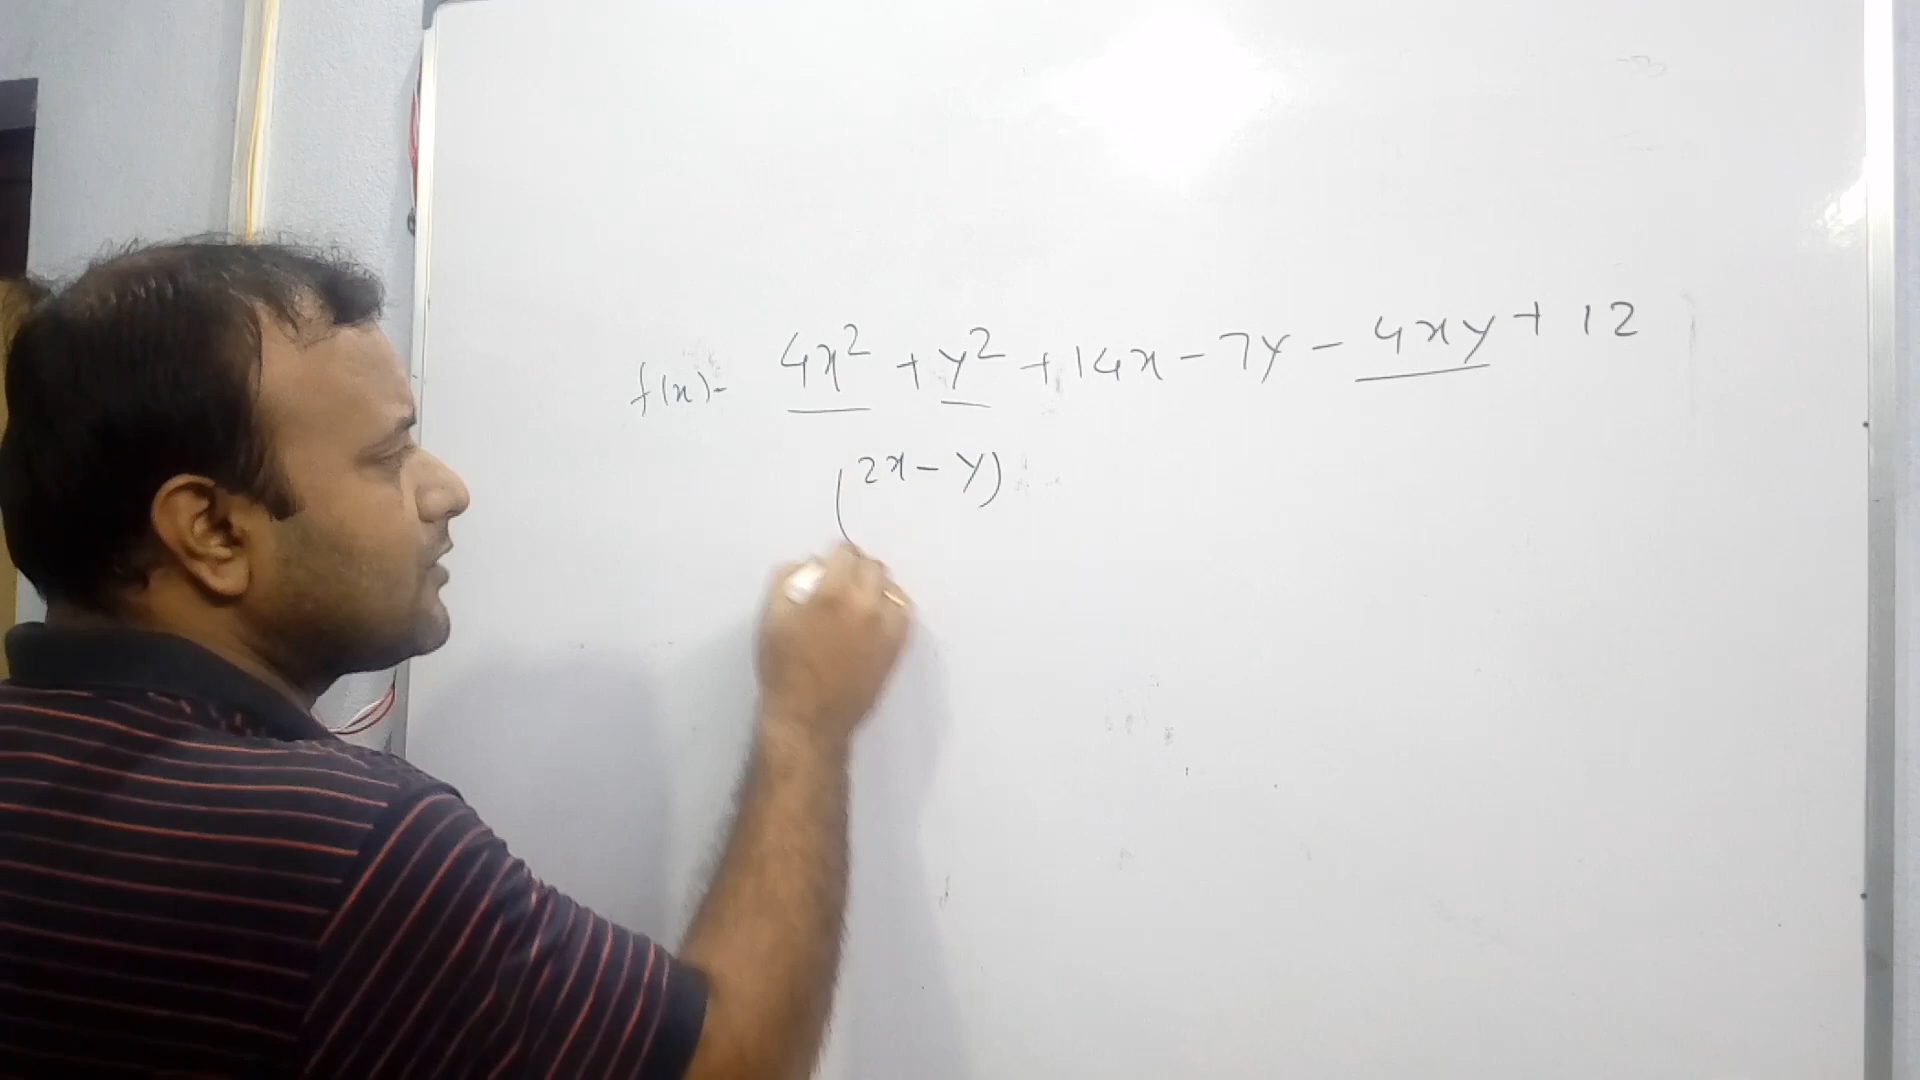 f(x)= 4x² + y² + 14x - 7y - 4xy + 12
(2x - y)